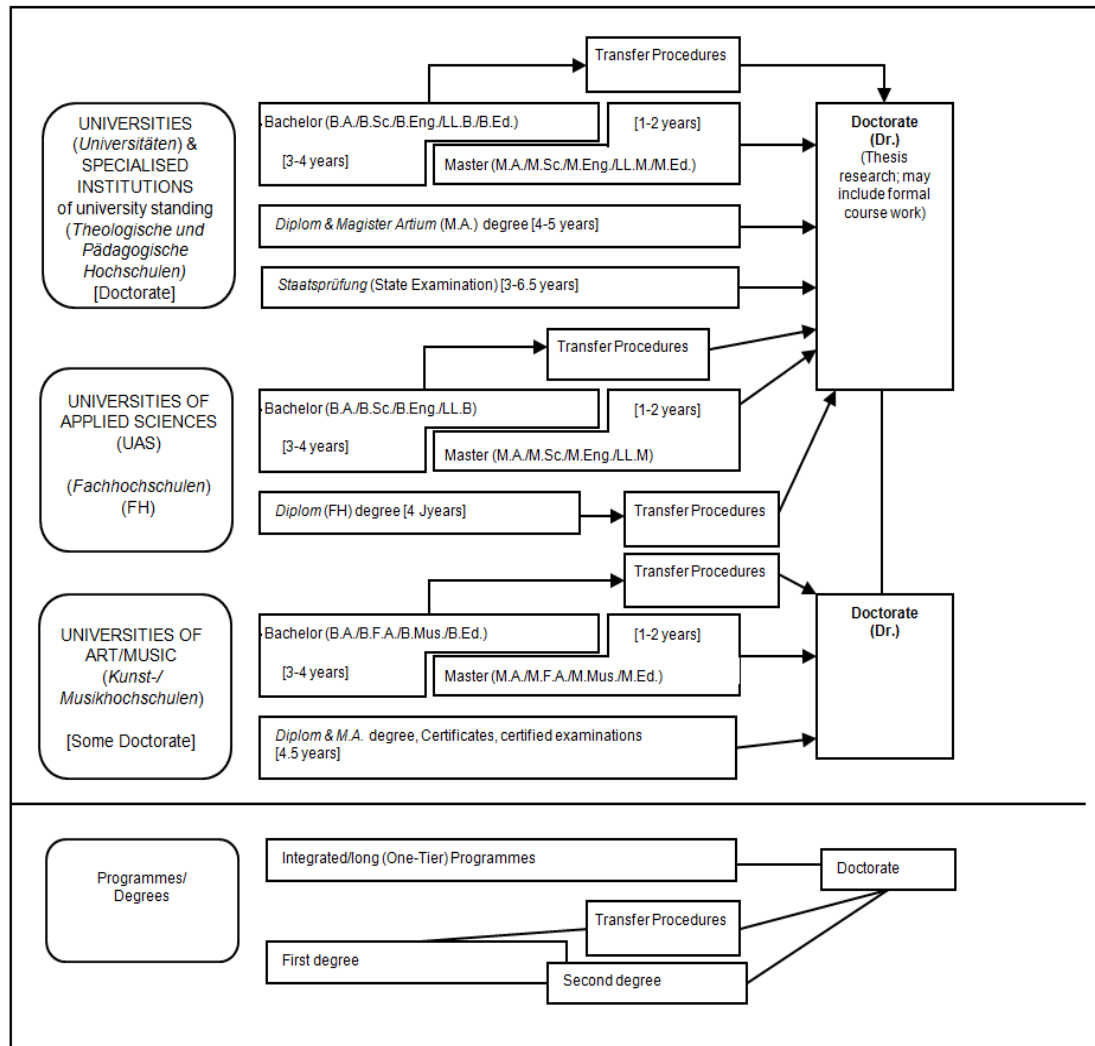 Transfer Procedures
UNIVERSITIES
(Universitäten) &
SPECIALISED
INSTITUTIONS
of university standing
(Theologische und
Pädagogische
Hochschulen)
[Doctorate]
Bachelor (B.A./B.Sc./B.Eng./LL.B./B.Ed.)
[3-4 years]
[1-2 years]
Master (M.A./M.Sc./M.Eng./LL.M./M.Ed.)
Diplom & Magister Artium (M.A.) degree [4-5 years]
Staatsprüfung (State Examination) [3-6.5 years]
Doctorate
(Dr.)
(Thesis
research; may
include formal
course work)
Transfer Procedures
UNIVERSITIES OF
APPLIED SCIENCES
(UAS)
(Fachhochschulen)
(FH)
Bachelor (B.A./B.Sc./B.Eng./LL.B)
[3-4 years]
[1-2 years]
Master (M.A./M.Sc./M.Eng./LL.M)
Diplom (FH) degree [4 Jyears]
Transfer Procedures
Transfer Procedures
UNIVERSITIES OF
ART/MUSIC
(Kunst-/
Musikhochschulen)
[Some Doctorate]
Bachelor (B.A./B.F.A./B.Mus./B.Ed.)
[3-4 years]
[1-2 years]
Master (M.A./M.F.A./M.Mus./M.Ed.)
Diplom & M.A. degree, Certificates, certified examinations
[4.5 years]
Doctorate
(Dr.)
Programmes/
Degrees
Integrated/long (One-Tier) Programmes
Doctorate
Transfer Procedures
First degree
Second degree